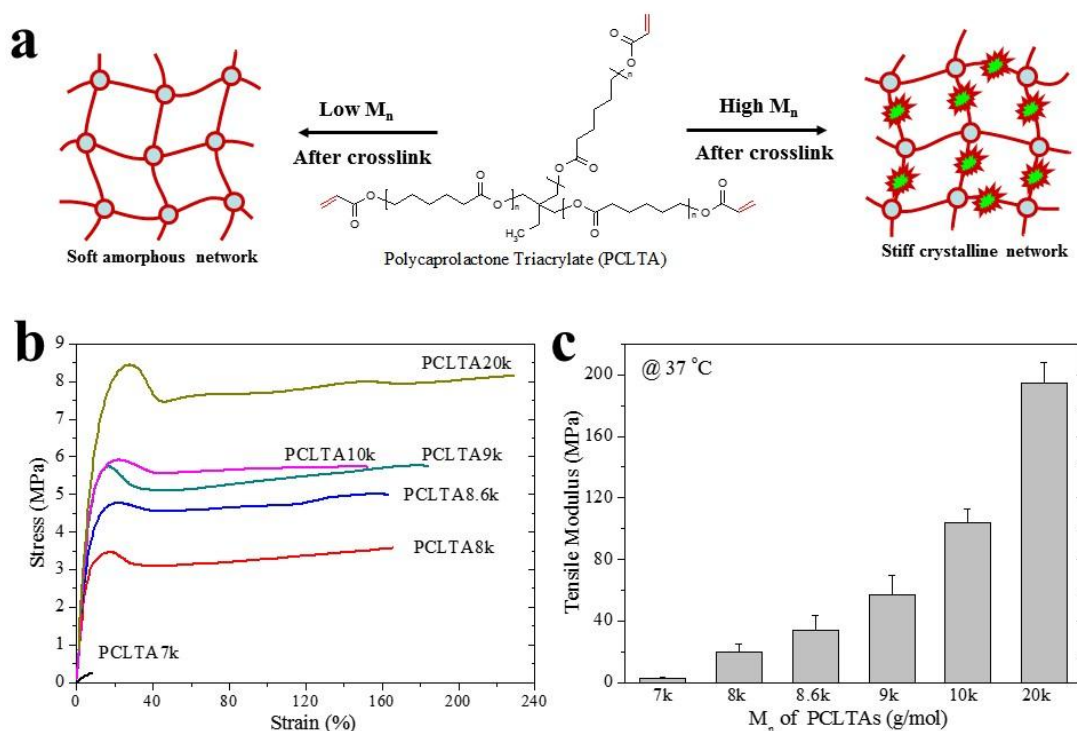 a
Low Mn
After crosslink
High Mn
After crosslink
O
O
n
O
O
O
O
O
O
n
O
O
O
n
O
O
H3C
Soft amorphous network
Polycaprolactone Triacrylate (PCLTA)
Stiff crystalline network
b
9
8
7
6
5
4
3
2
1
0
Stress (MPa)
PCLTA20k
PCLTA10k
PCLTA9k
PCLTA8.6k
PCLTA8k
PCLTA7k
0
40
80
120
160
200
240
Strain (%)
c
@ 37 °C
200
160
120
80
40
0
Tensile Modulus (MPa)
7k
8k
8.6k
9k
10k
20k
Mn of PCLTAs (g/mol)